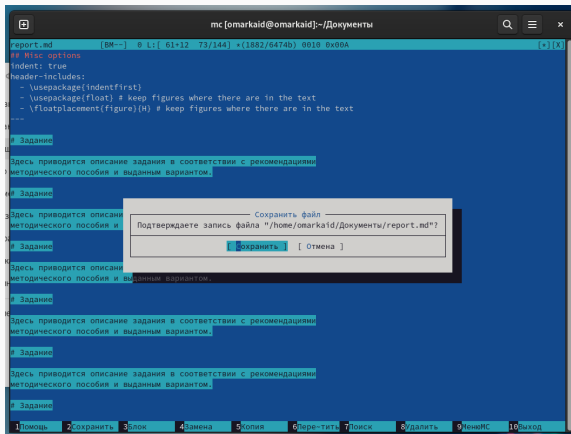 mc [omarkaid@omarkaid]:~/Документы
report.md [BM--] 0 L:[ 61+12 73/144] *(1882/6474b) 0010 0x00A [*][X]
## Misc options
indent: true
header-includes:
- \usepackage{indentfirst}
- \usepackage{float} # keep figures where there are in the text
- \floatplacement{figure}{H} # keep figures where there are in the text
---
# Задание
Здесь приводится описание задания в соответствии с рекомендациями
методического пособия и выданным вариантом.
# Задание
Здесь приводится описание
методического пособия и
Сохранить файл
Подтверждаете запись файла "/home/omarkaid/Документы/report.md"?
[ Сохранить ] [ Отмена ]
# Задание
Здесь приводится описание
методического пособия и выданным вариантом.
# Задание
Здесь приводится описание задания в соответствии с рекомендациями
методического пособия и выданным вариантом.
# Задание
Здесь приводится описание задания в соответствии с рекомендациями
методического пособия и выданным вариантом.
# Задание
1Помощь 2Сохранить 3Блок 4Замена 5Копия 6Пере~тить 7Поиск 8Удалить 9МенюМС 10Выход